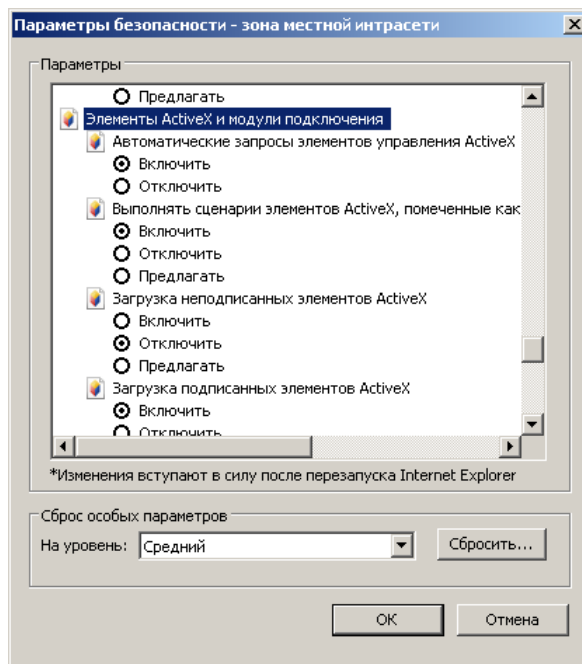 Параметры безопасности - зона местной интрасети
Параметры
Предлагать
Элементы ActiveX и модули подключения
Автоматические запросы элементов управления ActiveX
Включить
Отключить
Выполнять сценарии элементов ActiveX, помеченные как
Включить
Отключить
Предлагать
Загрузка неподписанных элементов ActiveX
Включить
Отключить
Предлагать
Загрузка подписанных элементов ActiveX
Включить
Отключить
*Изменения вступают в силу после перезапуска Internet Explorer
Сброс особых параметров
На уровень: Средний Сбросить...
OK Отмена